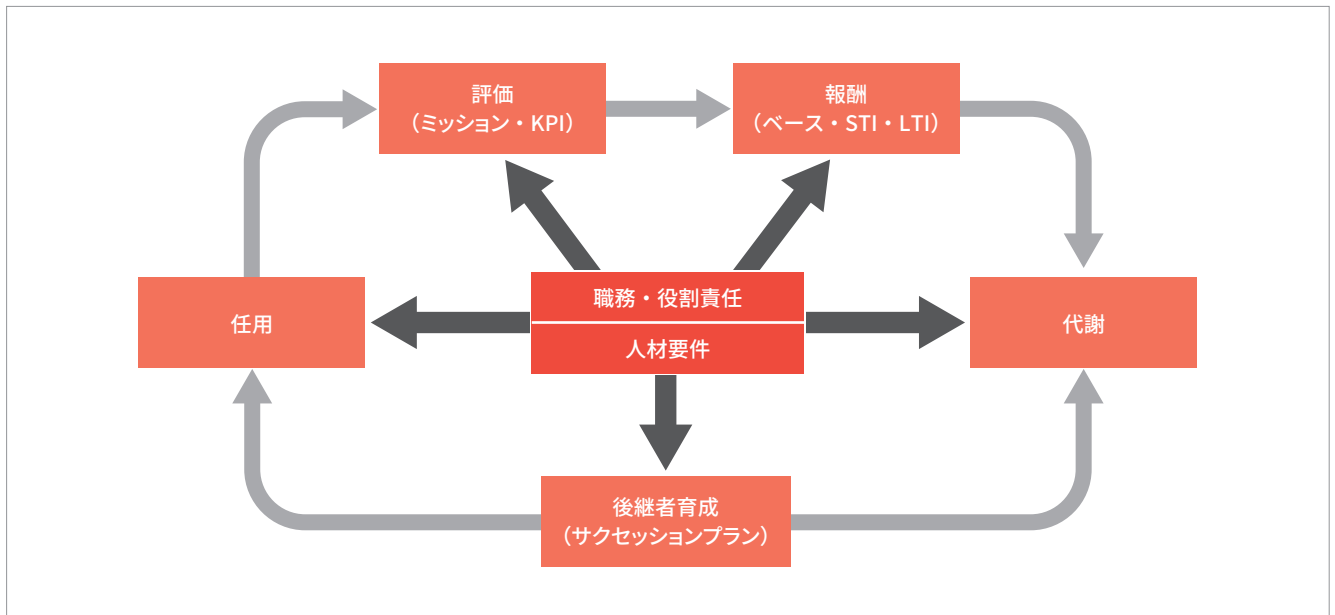 評価
（ミッション・KPI）
報酬
（ベース・STI・LTI）
職務・役割責任
人材要件
任用
代謝
後継者育成
（サクセッションプラン）